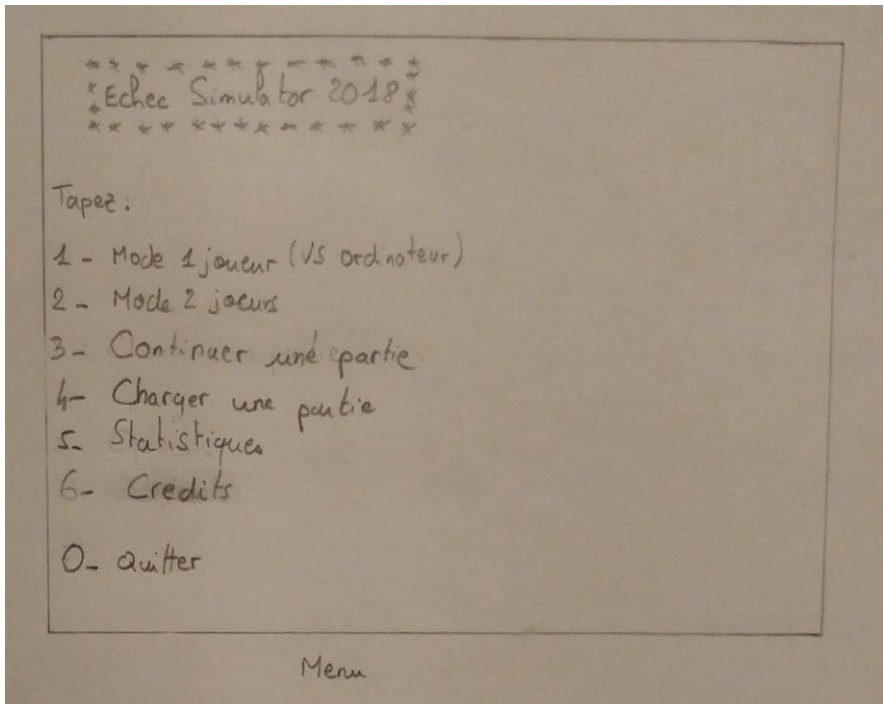 * * * * * * * * * * * * *
* Echec Simulator 2018 *
* * * * * * * * * * * * *
Tapez :
1 - Mode 1 joueur (VS ordinateur)
2 - Mode 2 joeurs
3 - Continuer une partie
4 - Charger une partie
5 - Statistiques
6 - Credits
0 - Quitter
Menu